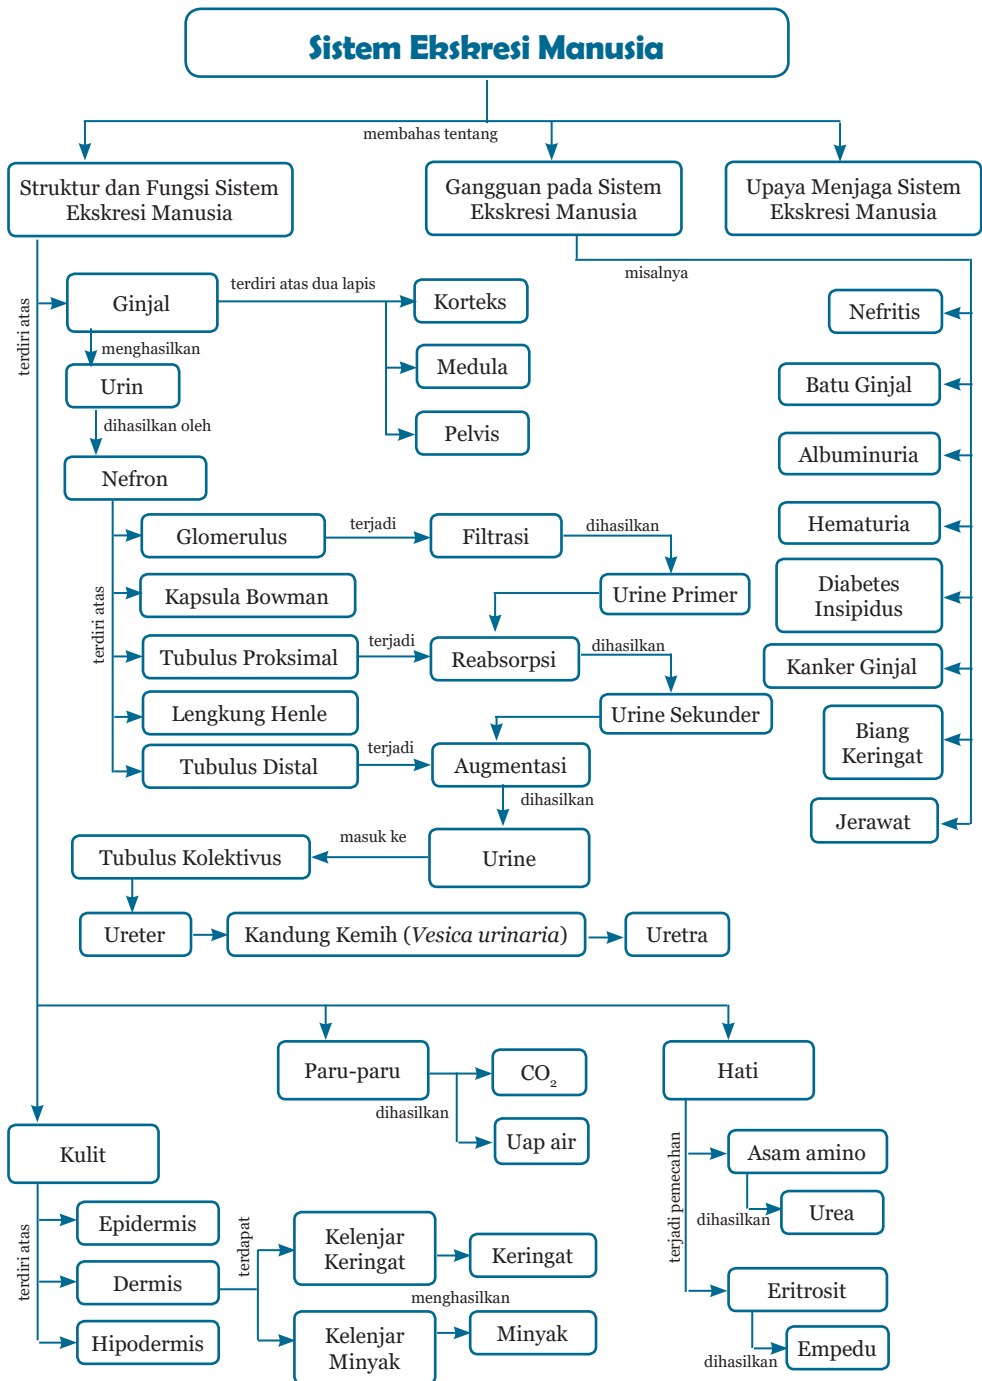 Sistem Ekskresi Manusia
membahas tentang
Struktur dan Fungsi Sistem
Ekskresi Manusia
Gangguan pada Sistem
Ekskresi Manusia
Upaya Menjaga Sistem
Ekskresi Manusia
terdiri atas
Ginjal
terdiri atas dua lapis
Korteks
Medula
Pelvis
menghasilkan
Urin
dihasilkan oleh
Nefron
terdiri atas
Glomerulus
terjadi
Filtrasi
dihasilkan
Urine Primer
Kapsula Bowman
Tubulus Proksimal
terjadi
Reabsorpsi
dihasilkan
Urine Sekunder
Lengkung Henle
Tubulus Distal
terjadi
Augmentasi
dihasilkan
Urine
masuk ke
Tubulus Kolektivus
Ureter
Kandung Kemih (Vesica urinaria)
Uretra
misalnya
Nefritis
Batu Ginjal
Albuminuria
Hematuria
Diabetes
Insipidus
Kanker Ginjal
Biang
Keringat
Jerawat
Paru-paru
dihasilkan
CO₂
Uap air
Hati
terjadi pemecahan
Asam amino
dihasilkan
Urea
Eritrosit
dihasilkan
Empedu
Kulit
terdiri atas
Epidermis
Dermis
Hipodermis
terdapat
Kelenjar
Keringat
Keringat
menghasilkan
Kelenjar
Minyak
Minyak